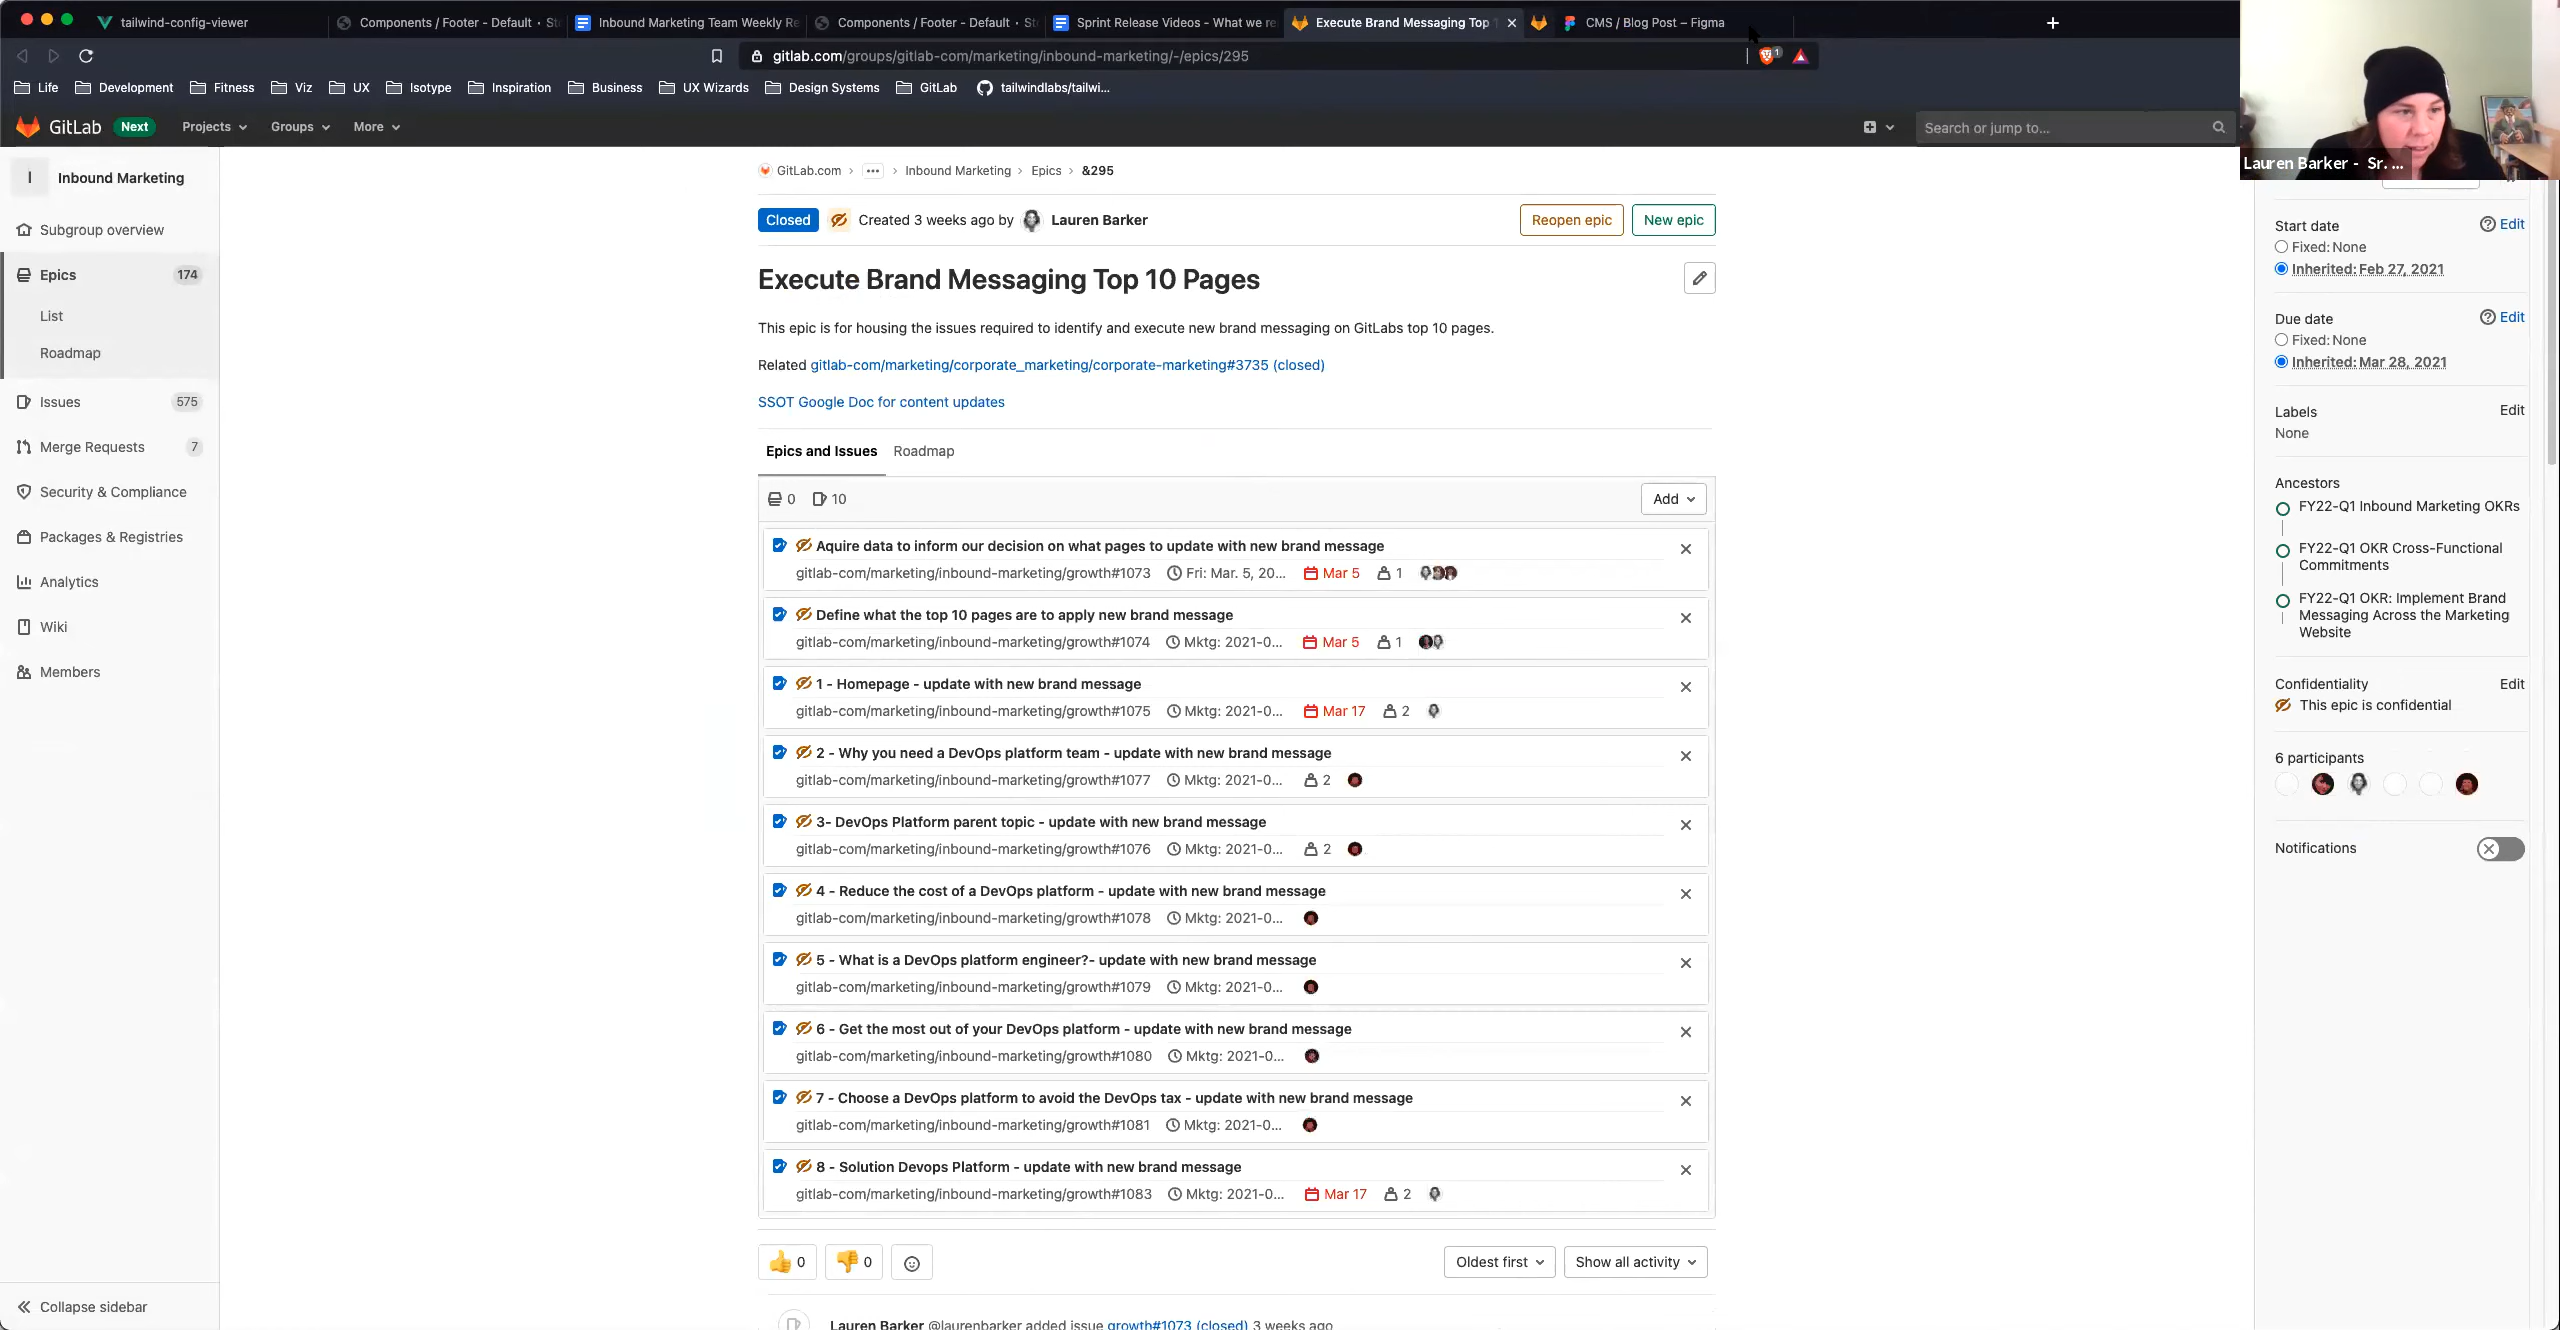 tailwind-config-viewer
Components / Footer - Default · St
Inbound Marketing Team Weekly Re
Components / Footer - Default · St
Sprint Release Videos - What we re
Execute Brand Messaging Top 1
CMS / Blog Post – Figma
gitlab.com/groups/gitlab-com/marketing/inbound-marketing/-/epics/295
1
Life
Development
Fitness
Viz
UX
Isotype
Inspiration
Business
UX Wizards
Design Systems
GitLab
tailwindlabs/tailwi...
GitLab
Next
Projects
Groups
More
Search or jump to...
Lauren Barker - Sr. ...
I
Inbound Marketing
Subgroup overview
Epics 174
List
Roadmap
Issues 575
Merge Requests 7
Security & Compliance
Packages & Registries
Analytics
Wiki
Members
Collapse sidebar
GitLab.com › ••• › Inbound Marketing › Epics › &295
Closed Created 3 weeks ago by Lauren Barker
Reopen epic
New epic
Execute Brand Messaging Top 10 Pages
This epic is for housing the issues required to identify and execute new brand messaging on GitLabs top 10 pages.
Related gitlab-com/marketing/corporate_marketing/corporate-marketing#3735 (closed)
SSOT Google Doc for content updates
Epics and Issues
Roadmap
0 10
Add
Aquire data to inform our decision on what pages to update with new brand message
gitlab-com/marketing/inbound-marketing/growth#1073 Fri: Mar. 5, 20... Mar 5 1
Define what the top 10 pages are to apply new brand message
gitlab-com/marketing/inbound-marketing/growth#1074 Mktg: 2021-0... Mar 5 1
1 - Homepage - update with new brand message
gitlab-com/marketing/inbound-marketing/growth#1075 Mktg: 2021-0... Mar 17 2
2 - Why you need a DevOps platform team - update with new brand message
gitlab-com/marketing/inbound-marketing/growth#1077 Mktg: 2021-0... 2
3- DevOps Platform parent topic - update with new brand message
gitlab-com/marketing/inbound-marketing/growth#1076 Mktg: 2021-0... 2
4 - Reduce the cost of a DevOps platform - update with new brand message
gitlab-com/marketing/inbound-marketing/growth#1078 Mktg: 2021-0...
5 - What is a DevOps platform engineer?- update with new brand message
gitlab-com/marketing/inbound-marketing/growth#1079 Mktg: 2021-0...
6 - Get the most out of your DevOps platform - update with new brand message
gitlab-com/marketing/inbound-marketing/growth#1080 Mktg: 2021-0...
7 - Choose a DevOps platform to avoid the DevOps tax - update with new brand message
gitlab-com/marketing/inbound-marketing/growth#1081 Mktg: 2021-0...
8 - Solution Devops Platform - update with new brand message
gitlab-com/marketing/inbound-marketing/growth#1083 Mktg: 2021-0... Mar 17 2
0
0
Oldest first
Show all activity
Lauren Barker @laurenbarker added issue growth#1073 (closed) 3 weeks ago
Start date Edit
Fixed: None
Inherited: Feb 27, 2021
Due date Edit
Fixed: None
Inherited: Mar 28, 2021
Labels Edit
None
Ancestors
FY22-Q1 Inbound Marketing OKRs
FY22-Q1 OKR Cross-Functional
Commitments
FY22-Q1 OKR: Implement Brand
Messaging Across the Marketing
Website
Confidentiality Edit
This epic is confidential
6 participants
Notifications